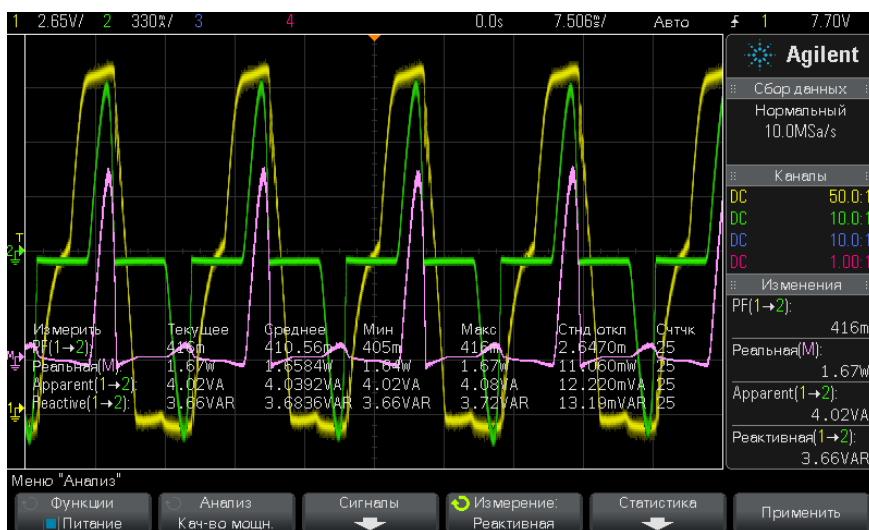 1 2.65V/ 2 330%/ 3 4 0.0s 7.506%/ Авто 1 7.70V
Agilent
Сбор данных
Нормальный
10.0MSa/s
Каналы
DC 50.0:1
DC 10.0:1
DC 10.0:1
DC 1.00:1
Изменения
PF(1→2):
416m
Реальная(M):
1.67W
Apparent(1→2):
4.02VA
Реактивная(1→2):
3.66VAR
T
2
M
1
Измерить Текущее Среднее Мин Макс Стнд откл Счтчк
PF(1→2): 416m 410.56m 405m 416m 2.6470m 25
Реальная(M): 1.67W 1.6584W 1.64W 1.67W 11.060mW 25
Apparent(1→2): 4.02VA 4.0392VA 4.02VA 4.08VA 12.220mVA 25
Reactive(1→2): 3.66VAR 3.6836VAR 3.66VAR 3.72VAR 13.19mVAR 25
Меню "Анализ"
Функции
Питание
Анализ
Кач-во мощн.
Сигналы
Измерение:
Реактивная
Статистика
Применить